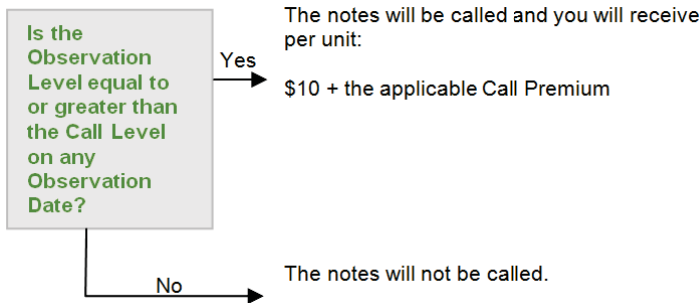 Is the
Observation
Level equal to
or greater than
the Call Level
on any
Observation
Date?
Yes
The notes will be called and you will receive
per unit:
$10 + the applicable Call Premium
No
The notes will not be called.